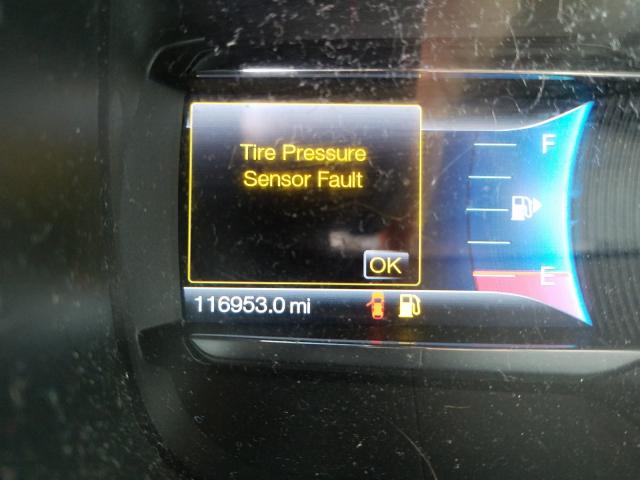 Tire Pressure
Sensor Fault
OK
116953.0 mi
F
E